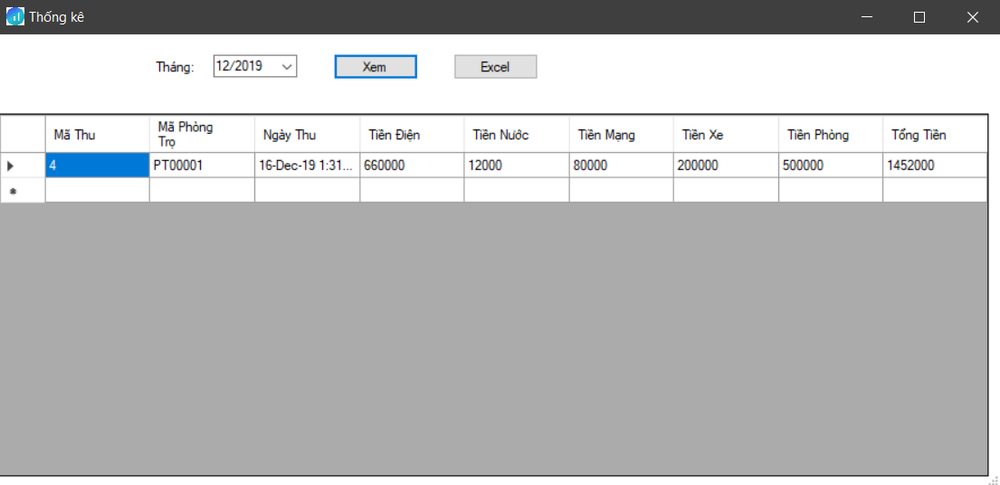 Thống kê
Tháng: 12/2019 Xem Excel
Mã Thu Mã Phòng Trọ Ngày Thu Tiền Điện Tiền Nước Tiền Mạng Tiền Xe Tiền Phòng Tổng Tiền
4 PT00001 16-Dec-19 1:31... 660000 12000 80000 200000 500000 1452000